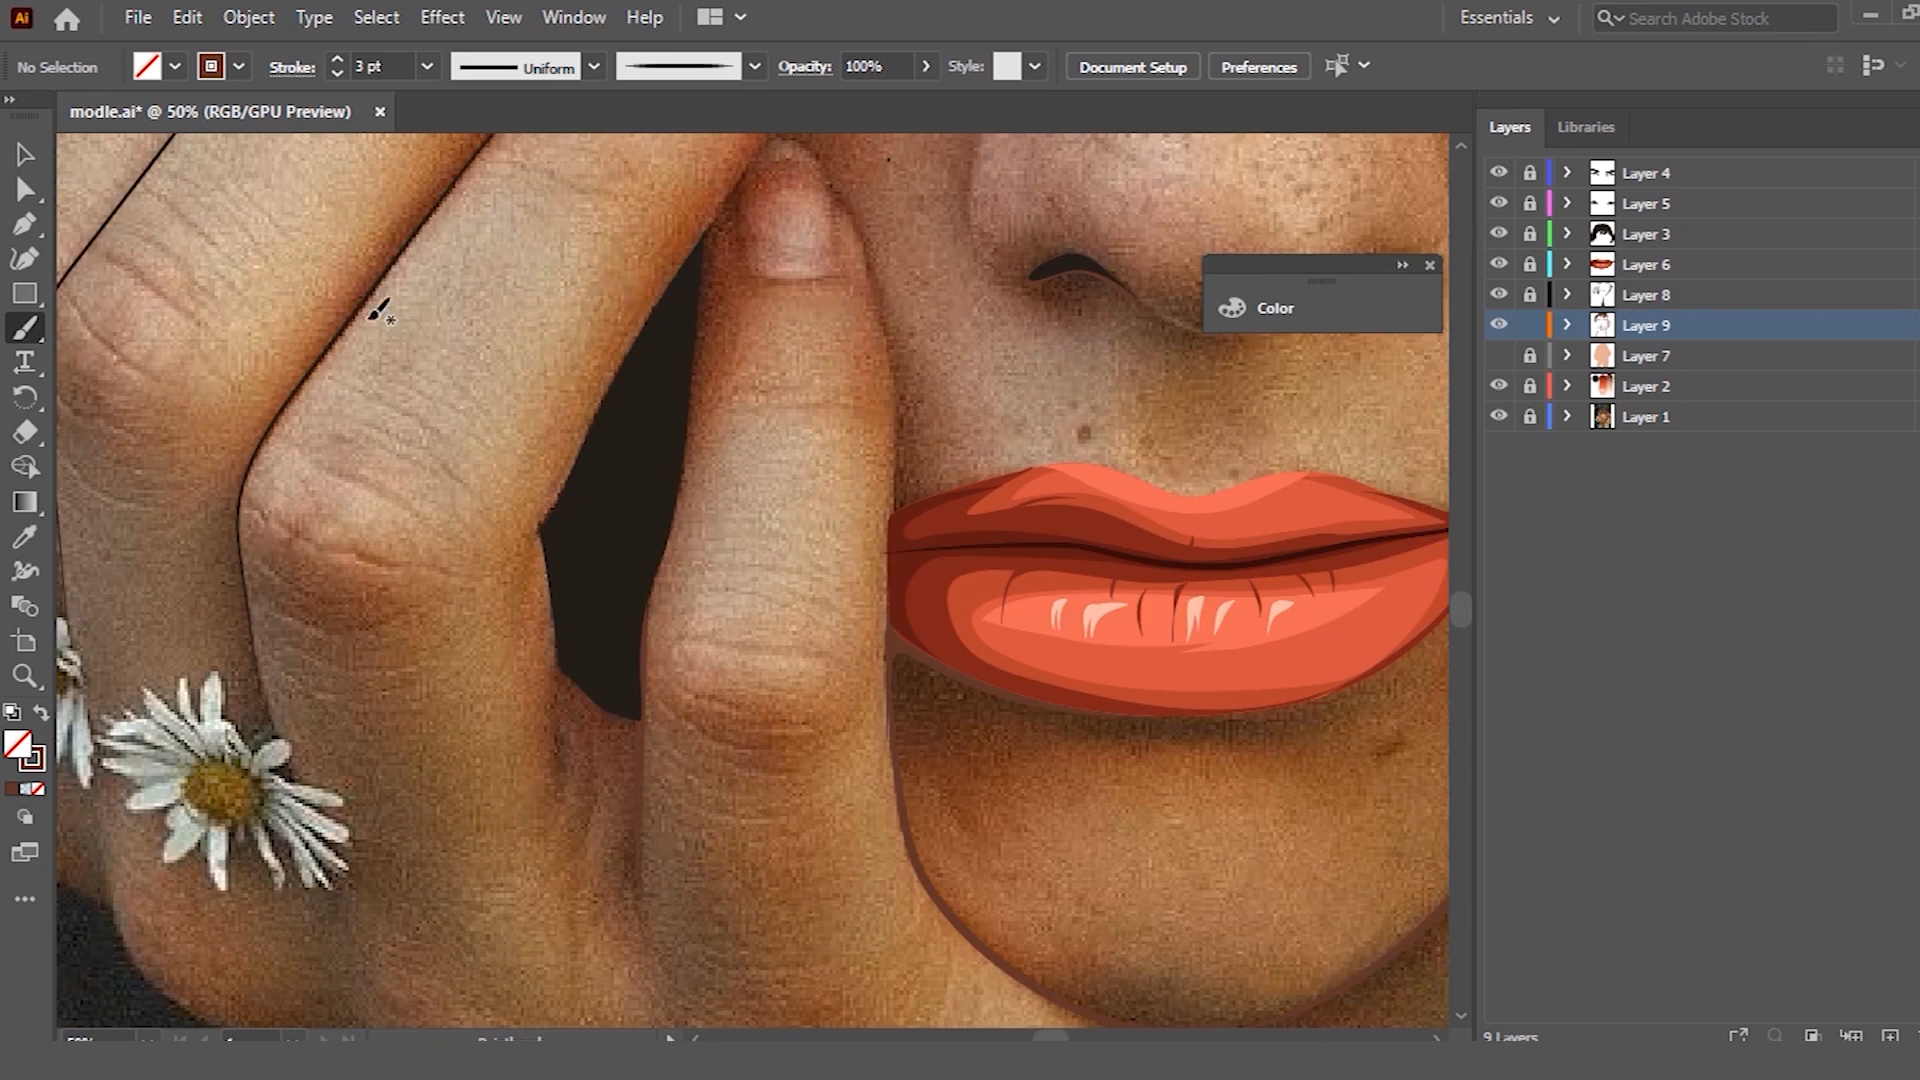 Ai File Edit Object Type Select Effect View Window Help Essentials Search Adobe Stock
No Selection Stroke: 3 pt Uniform Opacity: 100% Style: Document Setup Preferences
modle.ai* @ 50% (RGB/GPU Preview)
Layers Libraries
Layer 4
Layer 5
Layer 3
Layer 6
Layer 8
Layer 9
Layer 7
Layer 2
Layer 1
Color
9 Layers